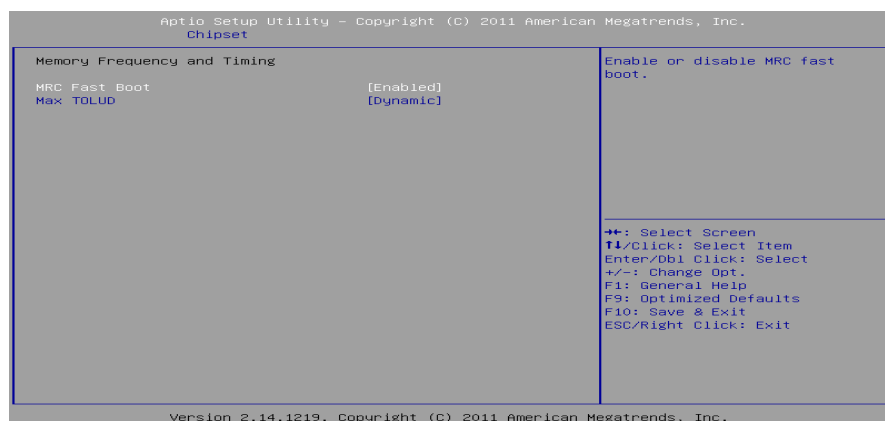 Aptio Setup Utility – Copyright (C) 2011 American Megatrends, Inc.
Chipset
Memory Frequency and Timing
MRC Fast Boot [Enabled]
Max TOLUD [Dynamic]
Enable or disable MRC fast
boot.
→←: Select Screen
↑↓/Click: Select Item
Enter/Dbl Click: Select
+/-: Change Opt.
F1: General Help
F9: Optimized Defaults
F10: Save & Exit
ESC/Right Click: Exit
Version 2.14.1219. Copyright (C) 2011 American Megatrends, Inc.